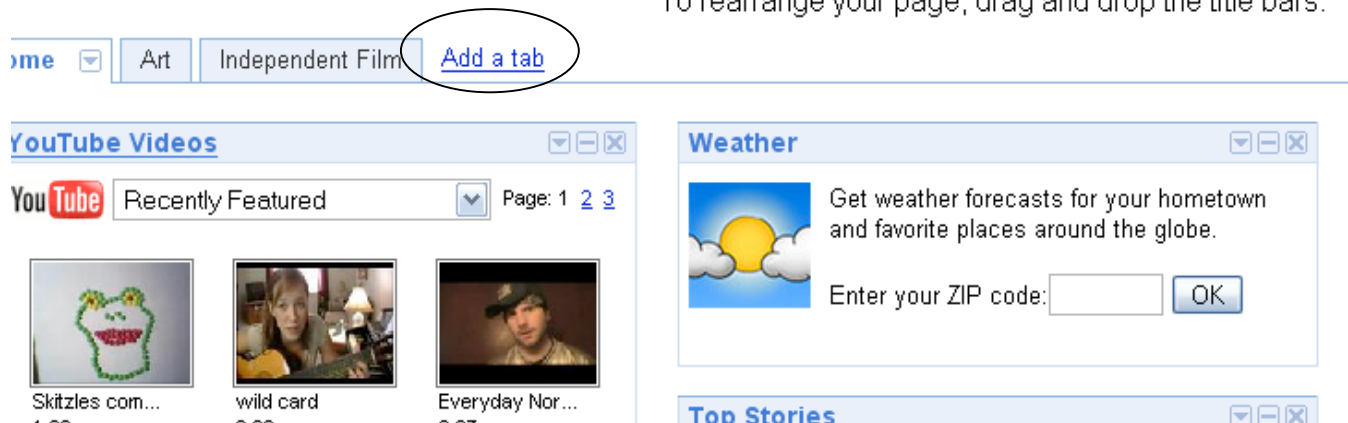 To rearrange your page, drag and drop the title bars.
ome Art Independent Film Add a tab
YouTube Videos
You Tube Recently Featured Page: 1 2 3
Skitzles com... wild card Everyday Nor...
Weather
Get weather forecasts for your hometown
and favorite places around the globe.
Enter your ZIP code: OK
Top Stories